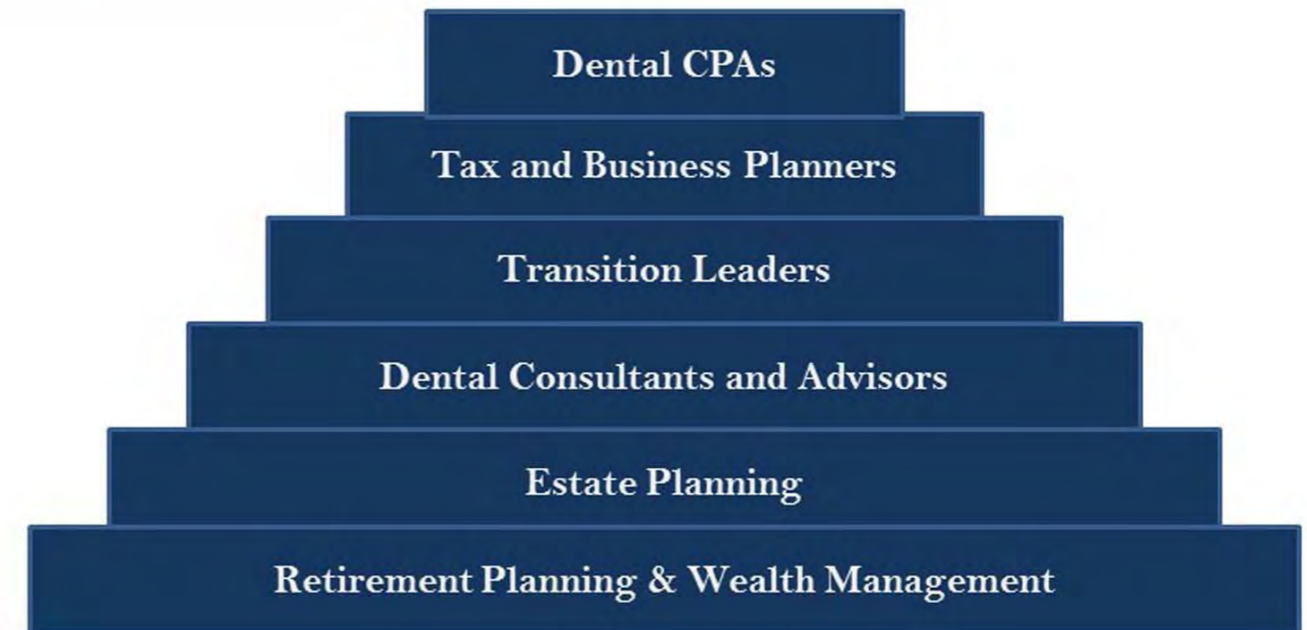 Dental CPAs
Tax and Business Planners
Transition Leaders
Dental Consultants and Advisors
Estate Planning
Retirement Planning & Wealth Management